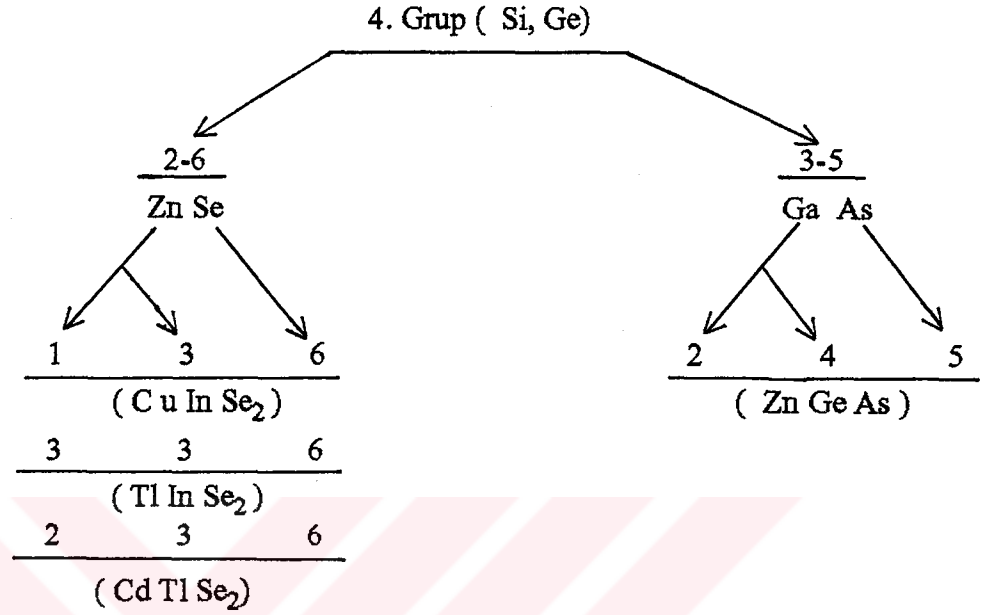 4. Grup ( Si, Ge)
2-6 3-5
Zn Se Ga As
1 3 6 2 4 5
( C u In Se₂ ) ( Zn Ge As )
3 3 6
( Tl In Se₂ )
2 3 6
( Cd Tl Se₂)